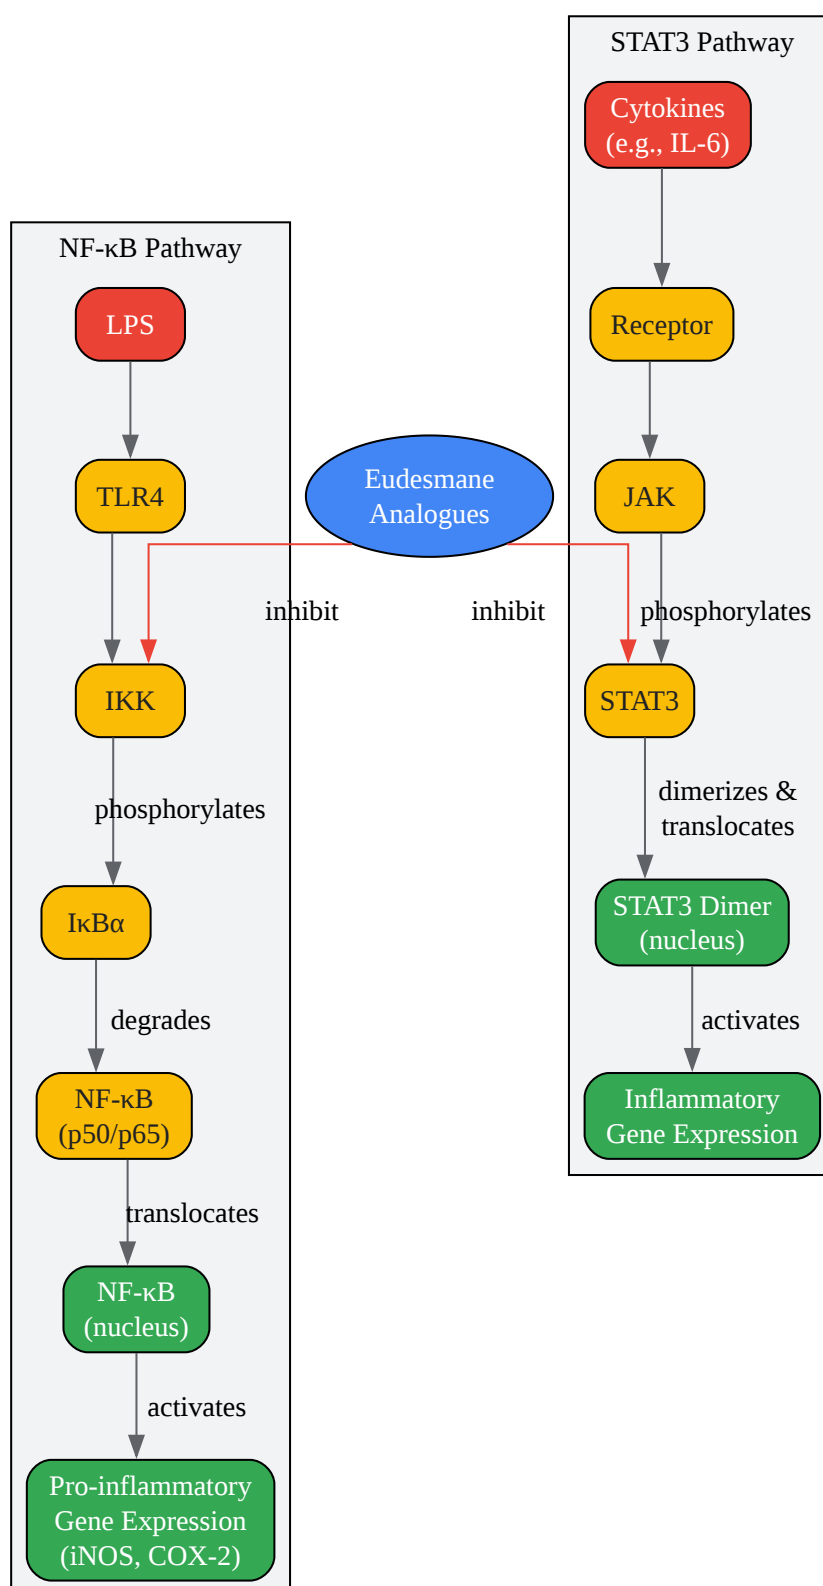 STAT3 Pathway
Cytokines
(e.g., IL-6)
NF-κB Pathway
LPS
Receptor
TLR4
Eudesmane
Analogues
JAK
inhibit
inhibit
phosphorylates
IKK
STAT3
phosphorylates
dimerizes &
translocates
IκBα
STAT3 Dimer
(nucleus)
degrades
activates
NF-κB
(p50/p65)
Inflammatory
Gene Expression
translocates
NF-κB
(nucleus)
activates
Pro-inflammatory
Gene Expression
(iNOS, COX-2)